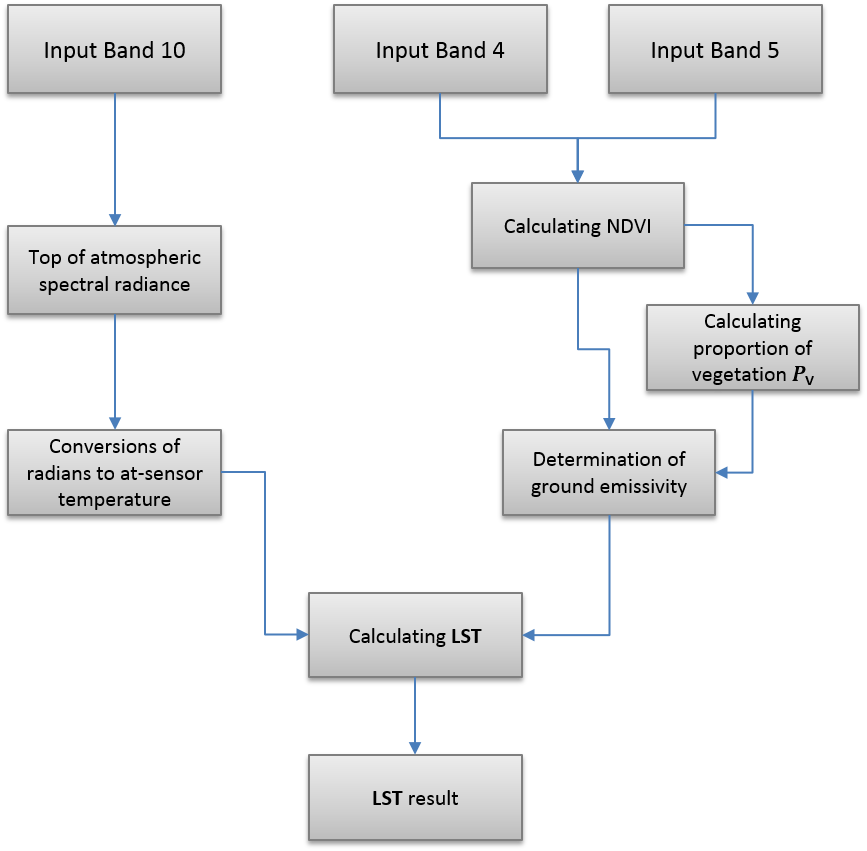 Input Band 10
Input Band 4
Input Band 5
Calculating NDVI
Top of atmospheric
spectral radiance
Calculating
proportion of
vegetation Pv
Conversions of
radians to at-sensor
temperature
Determination of
ground emissivity
Calculating LST
LST result